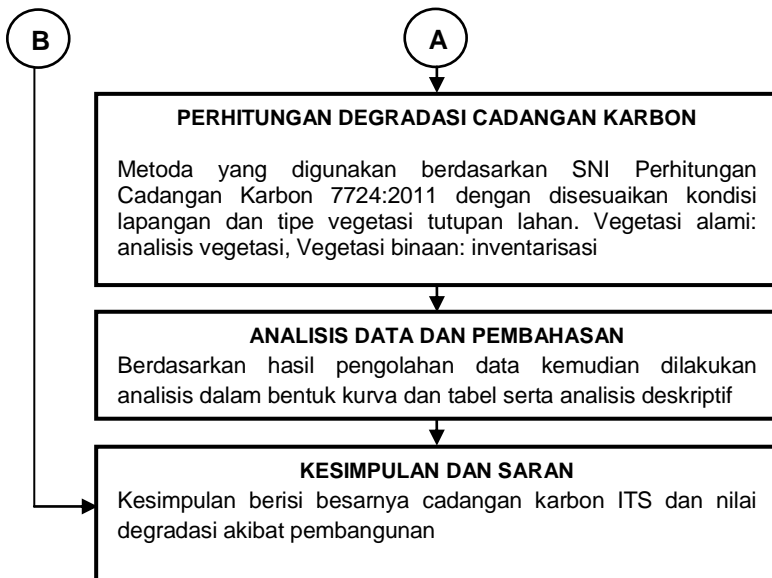 B
A
PERHITUNGAN DEGRADASI CADANGAN KARBON
Metoda yang digunakan berdasarkan SNI Perhitungan
Cadangan Karbon 7724:2011 dengan disesuaikan kondisi
lapangan dan tipe vegetasi tutupan lahan. Vegetasi alami:
analisis vegetasi, Vegetasi binaan: inventarisasi
ANALISIS DATA DAN PEMBAHASAN
Berdasarkan hasil pengolahan data kemudian dilakukan
analisis dalam bentuk kurva dan tabel serta analisis deskriptif
KESIMPULAN DAN SARAN
Kesimpulan berisi besarnya cadangan karbon ITS dan nilai
degradasi akibat pembangunan